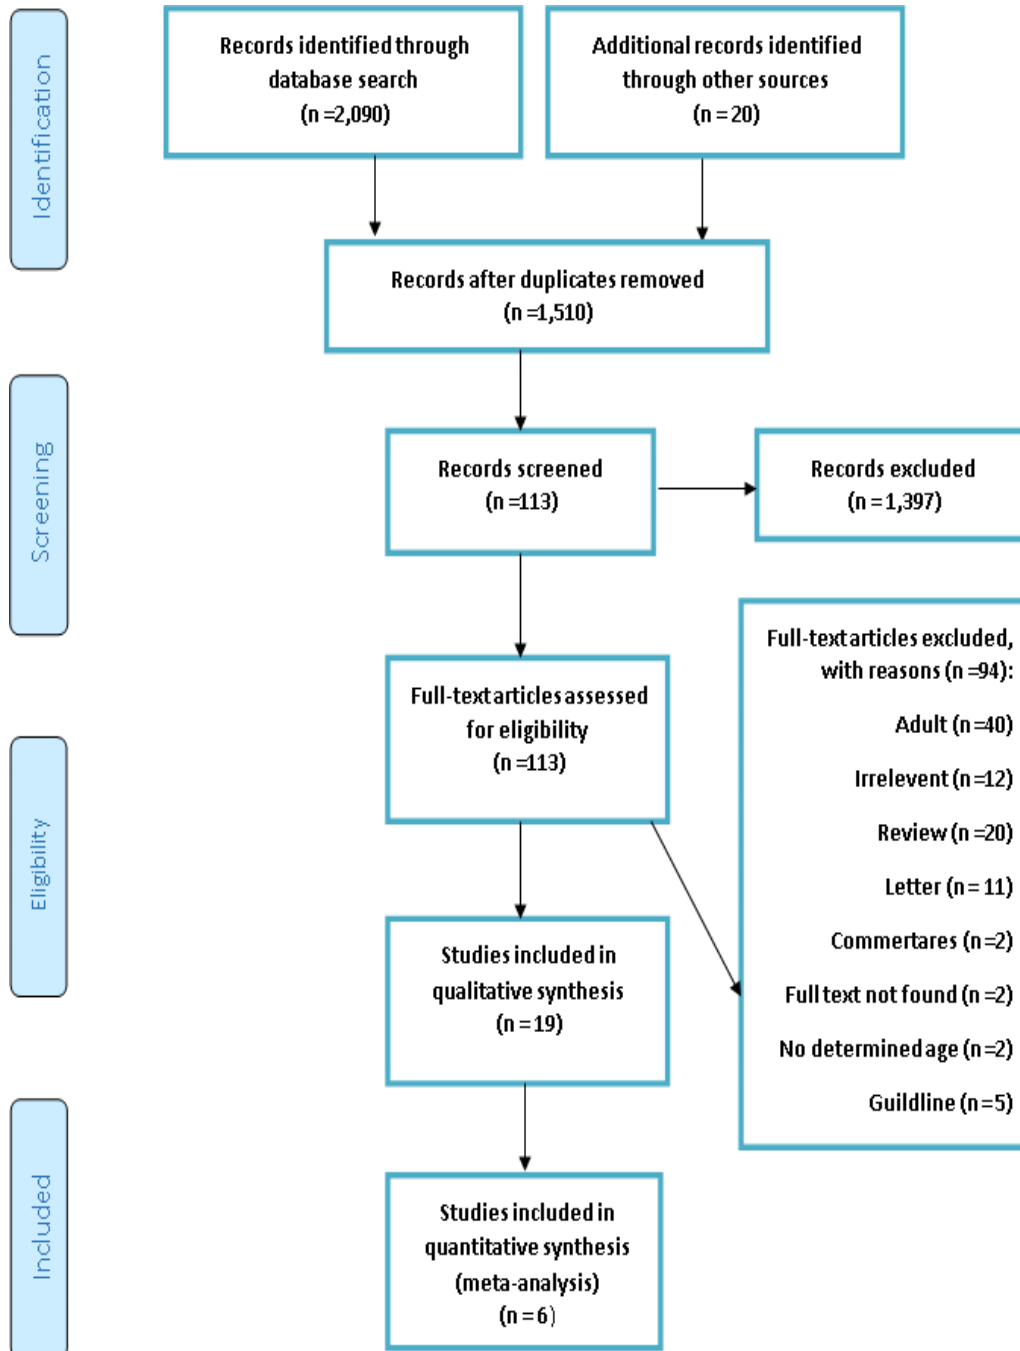 Identification
Records identified through
database search
(n =2,090)
Additional records identified
through other sources
(n = 20)
Records after duplicates removed
(n =1,510)
Screening
Records screened
(n =113)
Records excluded
(n = 1,397)
Eligibility
Full-text articles assessed
for eligibility
(n =113)
Full-text articles excluded,
with reasons (n =94):
Adult (n =40)
Irrelevent (n =12)
Review (n =20)
Letter (n = 11)
Commertares (n =2)
Full text not found (n =2)
No determined age (n =2)
Guildline (n =5)
Studies included in
qualitative synthesis
(n = 19)
Included
Studies included in
quantitative synthesis
(meta-analysis)
(n = 6)